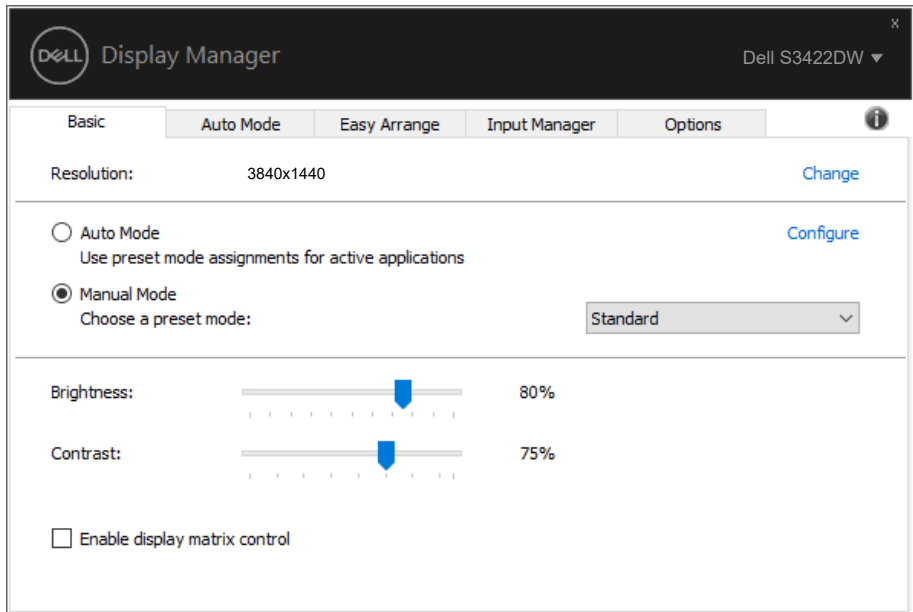 x
DELL Display Manager
Dell S3422DW
Basic Auto Mode Easy Arrange Input Manager Options
Resolution: 3840x1440 Change
Auto Mode Configure
Use preset mode assignments for active applications
Manual Mode
Choose a preset mode: Standard
Brightness: 80%
Contrast: 75%
Enable display matrix control